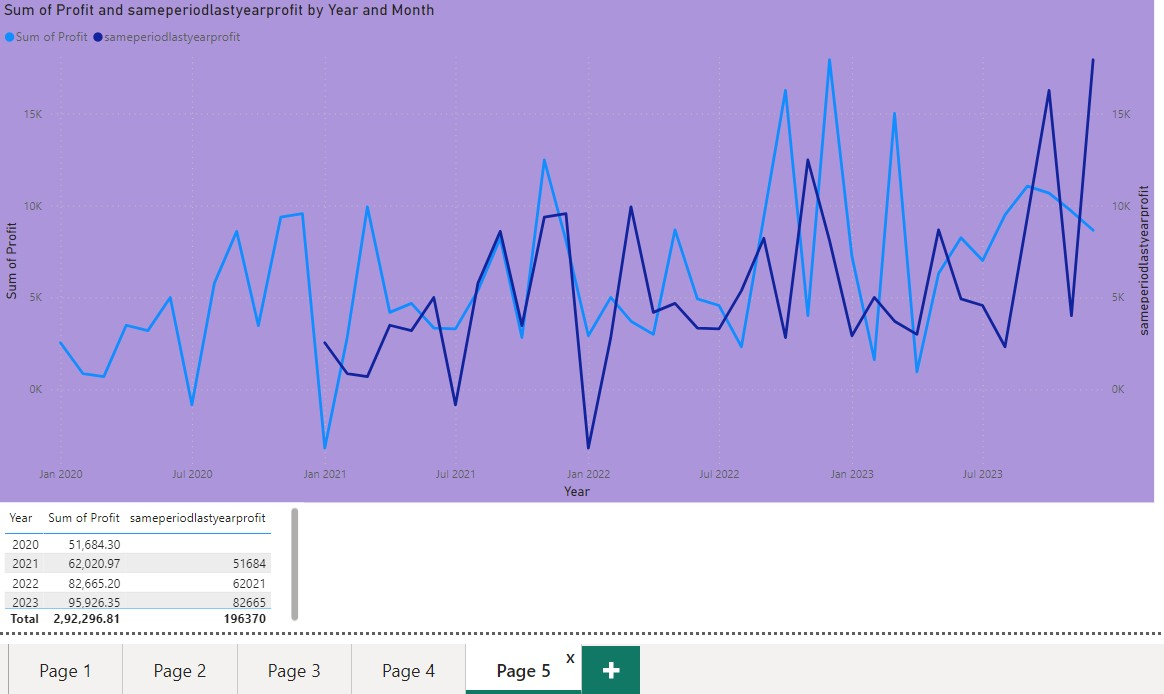 Sum of Profit and sameperiodlastyearprofit by Year and Month
Sum of Profit sameperiodlastyearprofit
15K 15K
10K 10K
5K 5K
0K 0K
Sum of Profit
sameperiodlastyearprofit
Jan 2020 Jul 2020 Jan 2021 Jul 2021 Jan 2022 Jul 2022 Jan 2023 Jul 2023
Year
Year Sum of Profit sameperiodlastyearprofit
2020 51,684.30
2021 62,020.97 51684
2022 82,665.20 62021
2023 95,926.35 82665
Total 2,92,296.81 196370
Page 1 Page 2 Page 3 Page 4 Page 5 x +